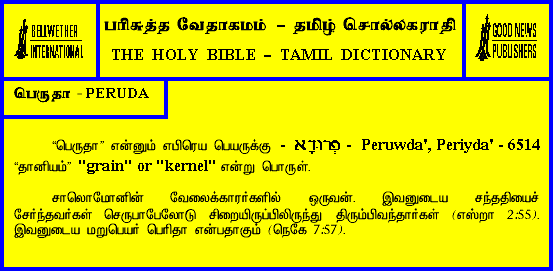 BELLWETHER
INTERNATIONAL
பரிசுத்த வேதாகமம் – தமிழ் சொல்லகராதி
THE HOLY BIBLE – TAMIL DICTIONARY
GOOD NEWS
PUBLISHERS
பெருதா - PERUDA
“பெருதா” என்னும் எபிரெய பெயருக்கு - פְּרוּדָא - Peruwda', Periyda' - 6514
“தானியம்” "grain" or "kernel" என்று பொருள்.
சாலொமோனின் வேலைக்காரர்களில் ஒருவன். இவனுடைய சந்ததியைச்
சேர்ந்தவர்கள் செருபாபேலோடு சிறையிருப்பிலிருந்து திரும்பிவந்தார்கள் (எஸ்றா 2:55).
இவனுடைய மறுபெயர் பெரிதா என்பதாகும் (நெகே 7:57).